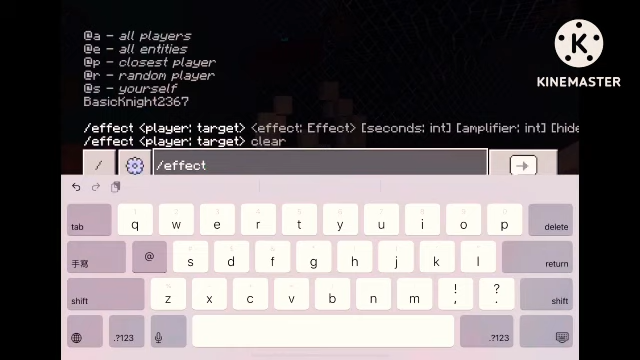 @a - all players
@e - all entities
@p - closest player
@r - random player
@s - yourself
BasicKnight2367
/effect <player: target> <effect: Effect> [seconds: int] [amplifier: int] [hide
/effect <player: target> clear
/ /effect
K
KINEMASTER
tab q w e r t y u i o p delete
手寫 @ s d f g h j k l return
shift z x c v b n m ! , ? . shift
.?123 .?123